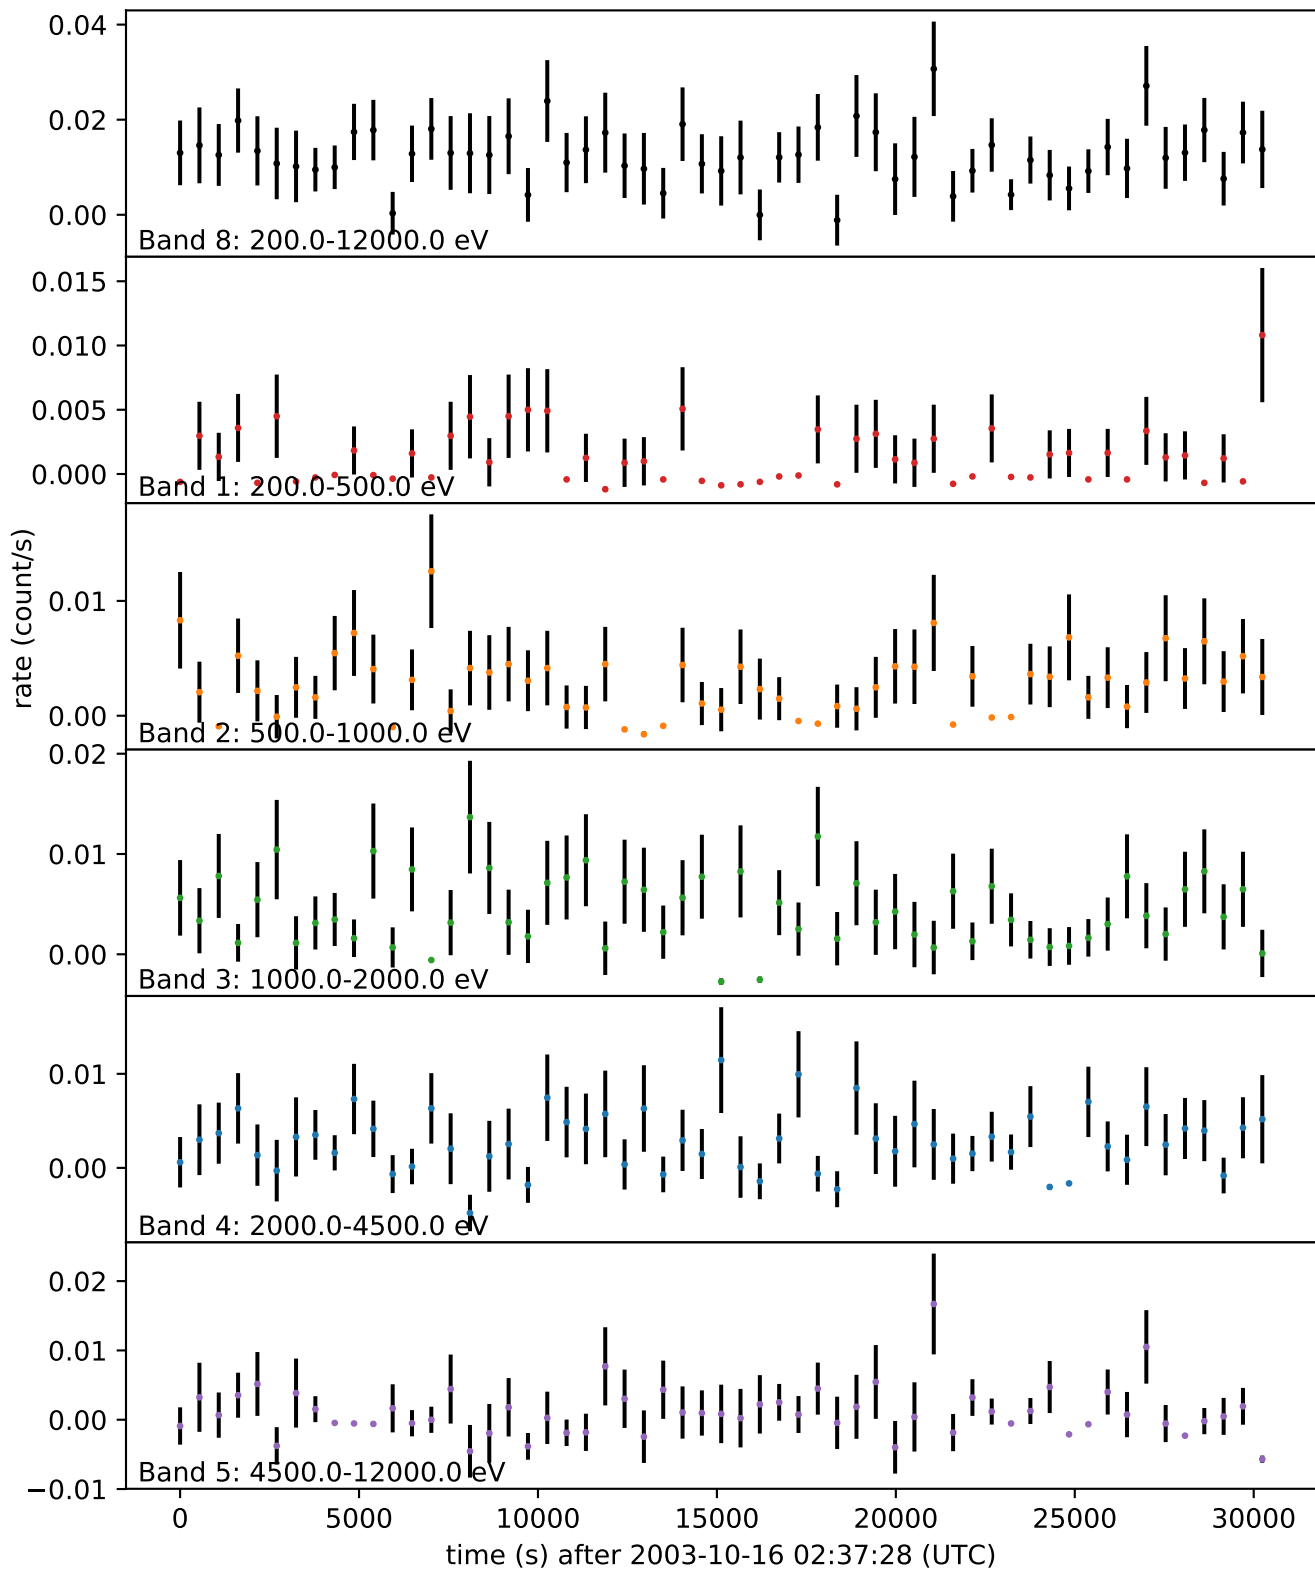 0.04
0.02
0.00
Band 8: 200.0-12000.0 eV
0.015
0.010
0.005
0.000
Band 1: 200.0-500.0 eV
0.01
0.00
Band 2: 500.0-1000.0 eV
rate (count/s)
0.02
0.01
0.00
Band 3: 1000.0-2000.0 eV
0.01
0.00
Band 4: 2000.0-4500.0 eV
0.02
0.01
0.00
−0.01
Band 5: 4500.0-12000.0 eV
0 5000 10000 15000 20000 25000 30000
time (s) after 2003-10-16 02:37:28 (UTC)